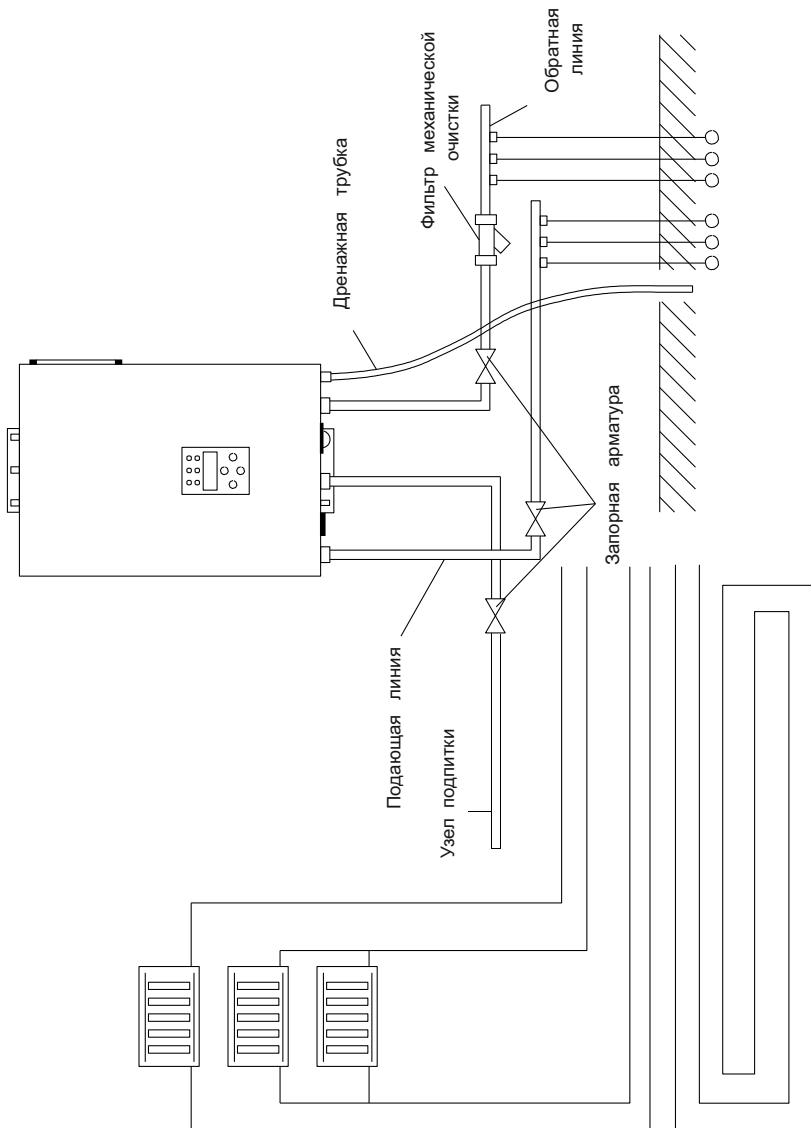 Дренажная трубка
Фильтр механической
очистки
Обратная
линия
Подающая линия
Узел подпитки
Запорная арматура